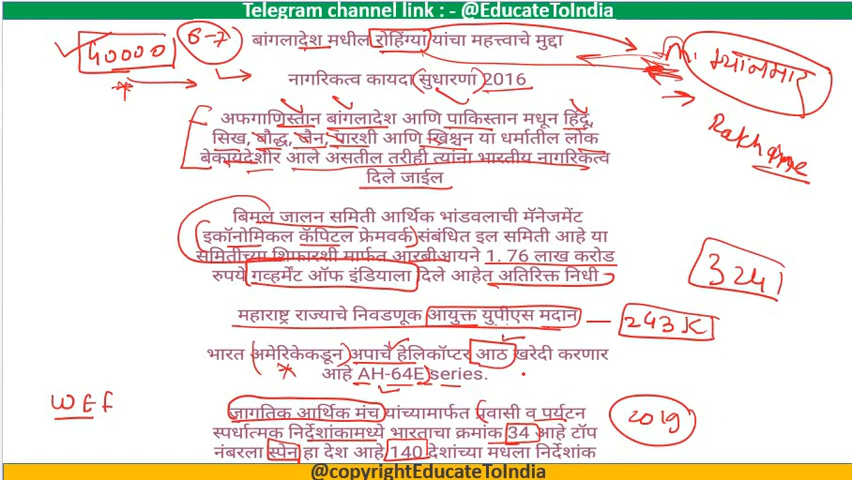 Telegram channel link : - @EducateToIndia
40000
6-7
बांगलादेश मधील रोहिंग्या यांचा महत्त्वाचे मुद्दा
म्यानमार
नागरिकत्व कायदा सुधारणा 2016
अफगाणिस्तान बांगलादेश आणि पाकिस्तान मधून हिंदू,
सिख, बौद्ध, जैन, पारशी आणि ख्रिश्चन या धर्मातील लोक
बेकायदेशीर आले असतील तरीही त्यांना भारतीय नागरिकत्व
दिले जाईल
बिमल जालन समिती आर्थिक भांडवलाची मॅनेजमेंट
इकॉनोमिकल कॅपिटल फ्रेमवर्क संबंधित इल समिती आहे या
समितीच्या शिफारशी मार्फत आरबीआयने 1. 76 लाख करोड
रुपये गव्हर्मेंट ऑफ इंडियाला दिले आहेत अतिरिक्त निधी
324
महाराष्ट्र राज्याचे निवडणूक आयुक्त युपीएस मदान
243 K
भारत अमेरिकेकडून अपाचे हेलिकॉप्टर आठ खरेदी करणार
आहे AH-64E series.
WEF
जागतिक आर्थिक मंच यांच्यामार्फत प्रवासी व पर्यटन
2019
स्पर्धात्मक निर्देशांकामध्ये भारताचा क्रमांक 34 आहे टॉप
नंबरला स्पेन हा देश आहे 140 देशांच्या मधला निर्देशांक
@copyrightEducateToIndia